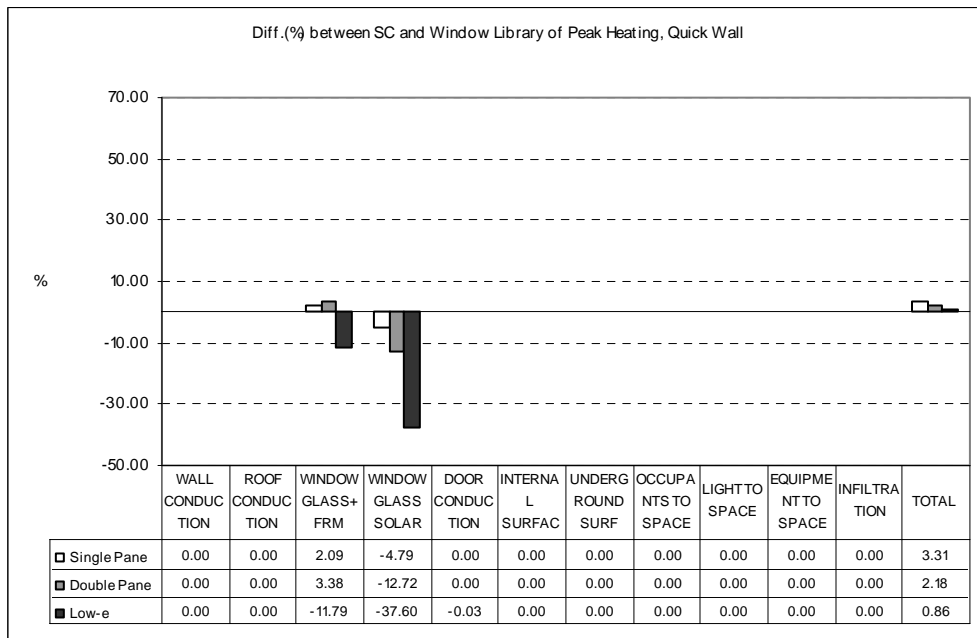 Diff.(%) between SC and Window Library of Peak Heating, Quick Wall
70.00
50.00
30.00
%
10.00
-10.00
-30.00
-50.00
WALL CONDUC TION
ROOF CONDUC TION
WINDOW GLASS+ FRM
WINDOW GLASS SOLAR
DOOR CONDUC TION
INTERNA L SURFAC
UNDERG ROUND SURF
OCCUPA NTS TO SPACE
LIGHT TO SPACE
EQUIPME NT TO SPACE
INFILTRA TION
TOTAL
Single Pane 0.00 0.00 2.09 -4.79 0.00 0.00 0.00 0.00 0.00 0.00 0.00 3.31
Double Pane 0.00 0.00 3.38 -12.72 0.00 0.00 0.00 0.00 0.00 0.00 0.00 2.18
Low-e 0.00 0.00 -11.79 -37.60 -0.03 0.00 0.00 0.00 0.00 0.00 0.00 0.86